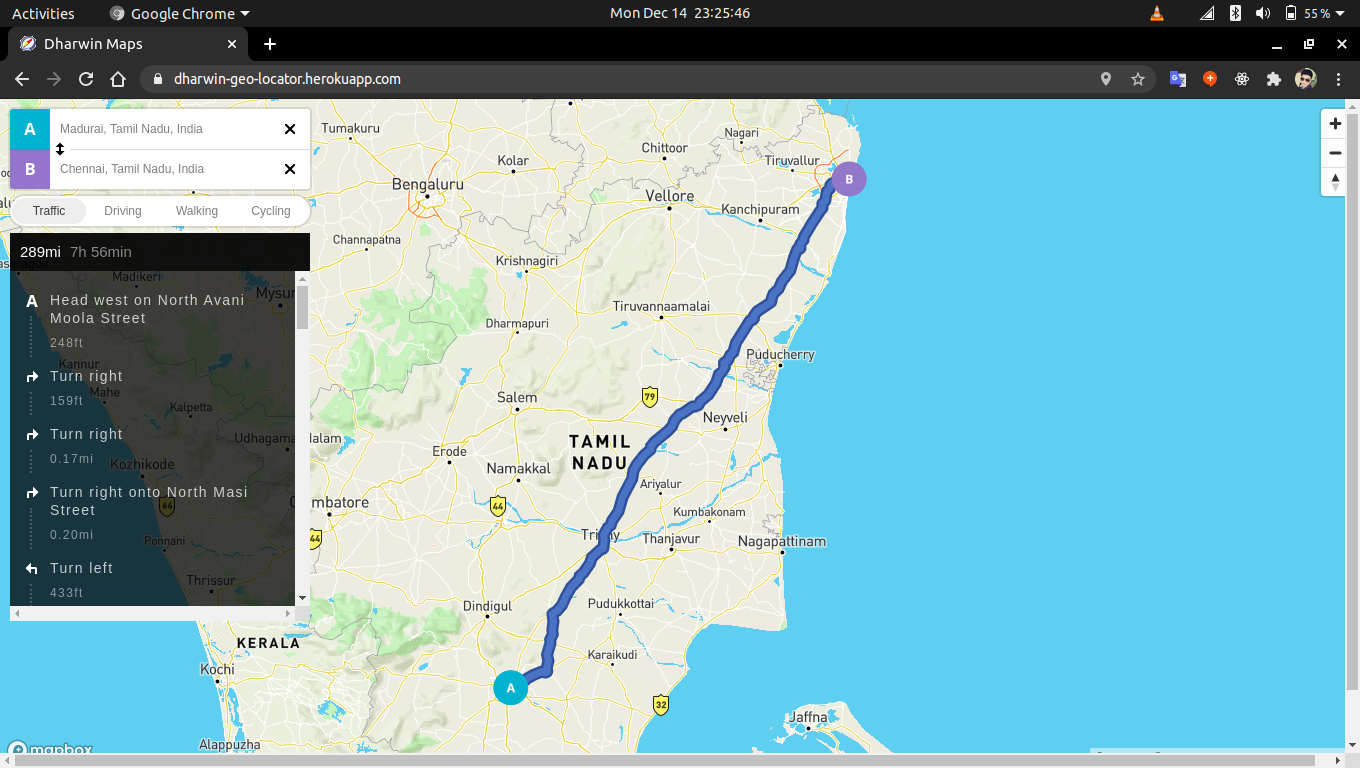 Activities
Google Chrome
Mon Dec 14 23:25:46
55 %
Dharwin Maps
dharwin-geo-locator.herokuapp.com
A
Madurai, Tamil Nadu, India
B
Chennai, Tamil Nadu, India
Traffic
Driving
Walking
Cycling
289mi 7h 56min
A
Head west on North Avani
Moola Street
248ft
Turn right
159ft
Turn right
0.17mi
Turn right onto North Masi
Street
0.20mi
Turn left
433ft
Tumakuru
Nagari
Chittoor
Kolar
Tiruvallur
B
Bengaluru
Vellore
Kanchipuram
Channapatna
Krishnagiri
Madikeri
Mysur
Tiruvannaamalai
Dharmapuri
Puducherry
Kannur
Mahe
Salem
79
Kalpetta
Neyveli
Udhagamandalam
TAMIL
NADU
Erode
Kozhikode
Namakkal
Ariyalur
mbatore
66
44
Kumbakonam
44
Thanjavur
Nagapattinam
Ponnani
Thrissur
Dindigul
Pudukkottai
KERALA
Karaikudi
Kochi
A
32
Jaffna
Alappuzha
mapbox